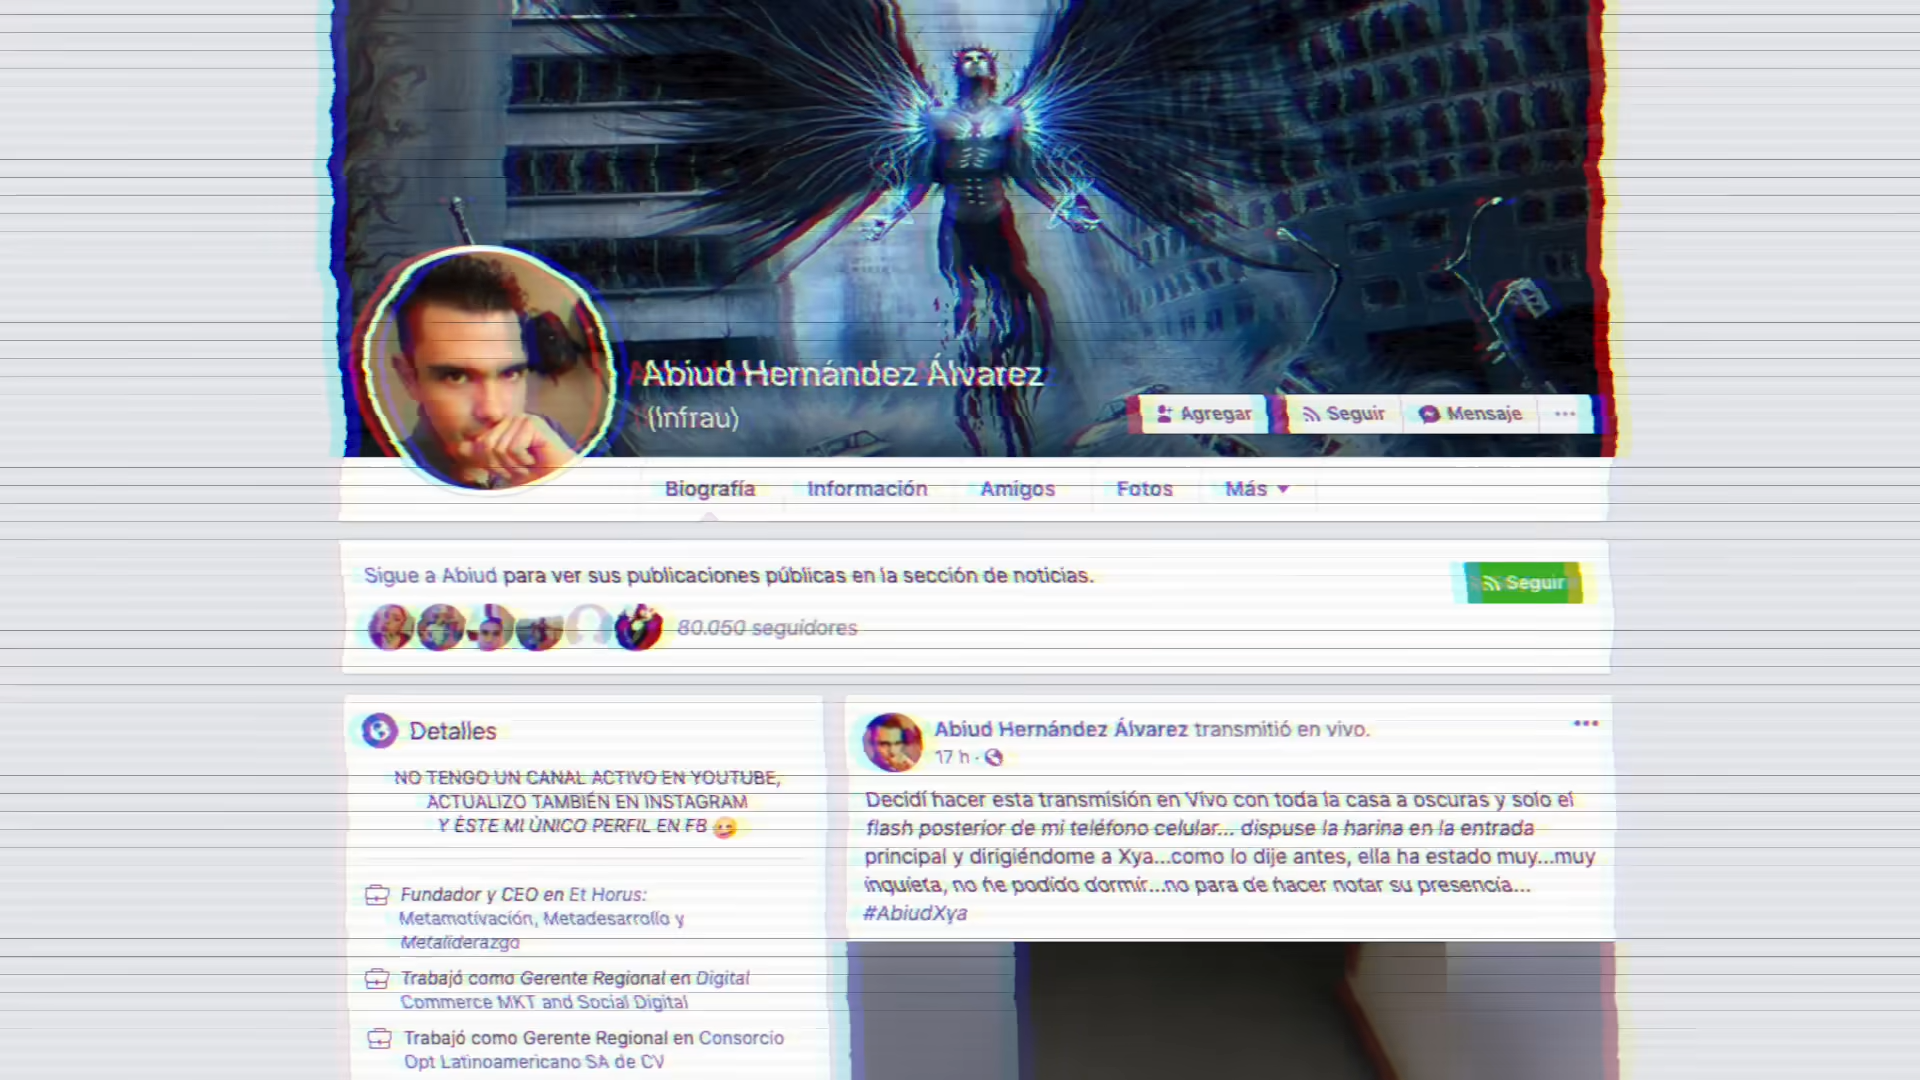 Abiud Hernández Álvarez
(Infrau)
Agregar
Seguir
Mensaje
Biografía
Información
Amigos
Fotos
Más
Sigue a Abiud para ver sus publicaciones públicas en la sección de noticias.
Seguir
80.050 seguidores
Detalles
NO TENGO UN CANAL ACTIVO EN YOUTUBE,
ACTUALIZO TAMBIÉN EN INSTAGRAM
Y ÉSTE MI ÚNICO PERFIL EN FB
Fundador y CEO en Et Horus:
Metamotivación, Metadesarrollo y
Metaliderazgo
Trabajó como Gerente Regional en Digital
Commerce MKT and Social Digital
Trabajó como Gerente Regional en Consorcio
Opt Latinoamericano SA de CV
Abiud Hernández Álvarez transmitió en vivo.
17 h ·
Decidí hacer esta transmisión en Vivo con toda la casa a oscuras y solo el
flash posterior de mi teléfono celular... dispuse la harina en la entrada
principal y dirigiéndome a Xya...como lo dije antes, ella ha estado muy...muy
inquieta, no he podido dormir...no para de hacer notar su presencia...
#AbiudXya